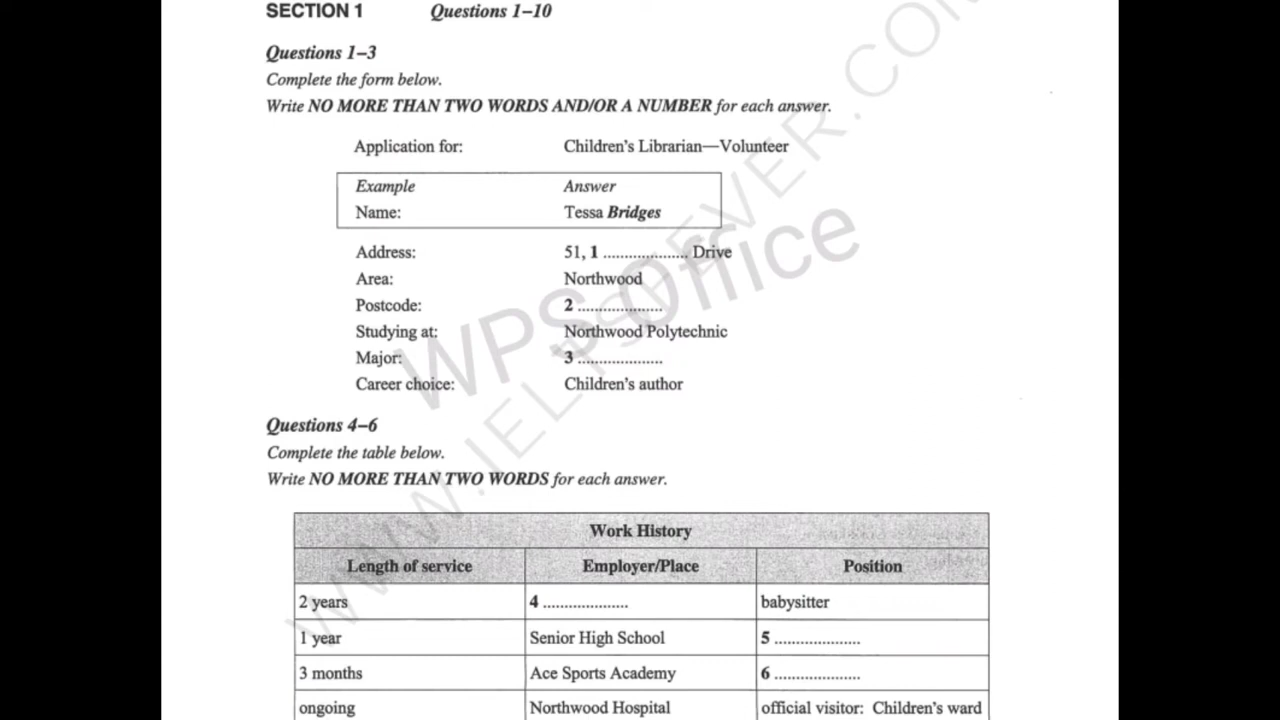 SECTION 1 Questions 1–10
Questions 1–3
Complete the form below.
Write NO MORE THAN TWO WORDS AND/OR A NUMBER for each answer.
Application for: Children's Librarian—Volunteer
Example Answer
Name: Tessa Bridges
Address: 51, 1 .................... Drive
Area: Northwood
Postcode: 2 ....................
Studying at: Northwood Polytechnic
Major: 3 ....................
Career choice: Children's author
Questions 4–6
Complete the table below.
Write NO MORE THAN TWO WORDS for each answer.
Work History
Length of service Employer/Place Position
2 years 4 .................... babysitter
1 year Senior High School 5 ....................
3 months Ace Sports Academy 6 ....................
ongoing Northwood Hospital official visitor: Children's ward
WPS Office